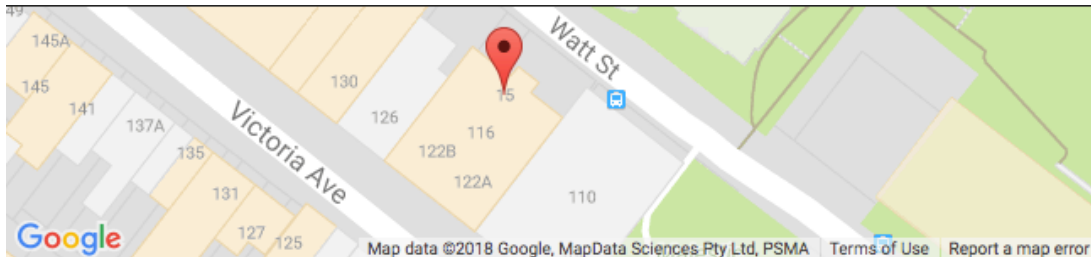 49
145A
145
141
137A
135
131
127
125
130
126
122B
116
122A
15
110
Victoria Ave
Watt St
Google
Map data ©2018 Google, MapData Sciences Pty Ltd, PSMA
Terms of Use
Report a map error